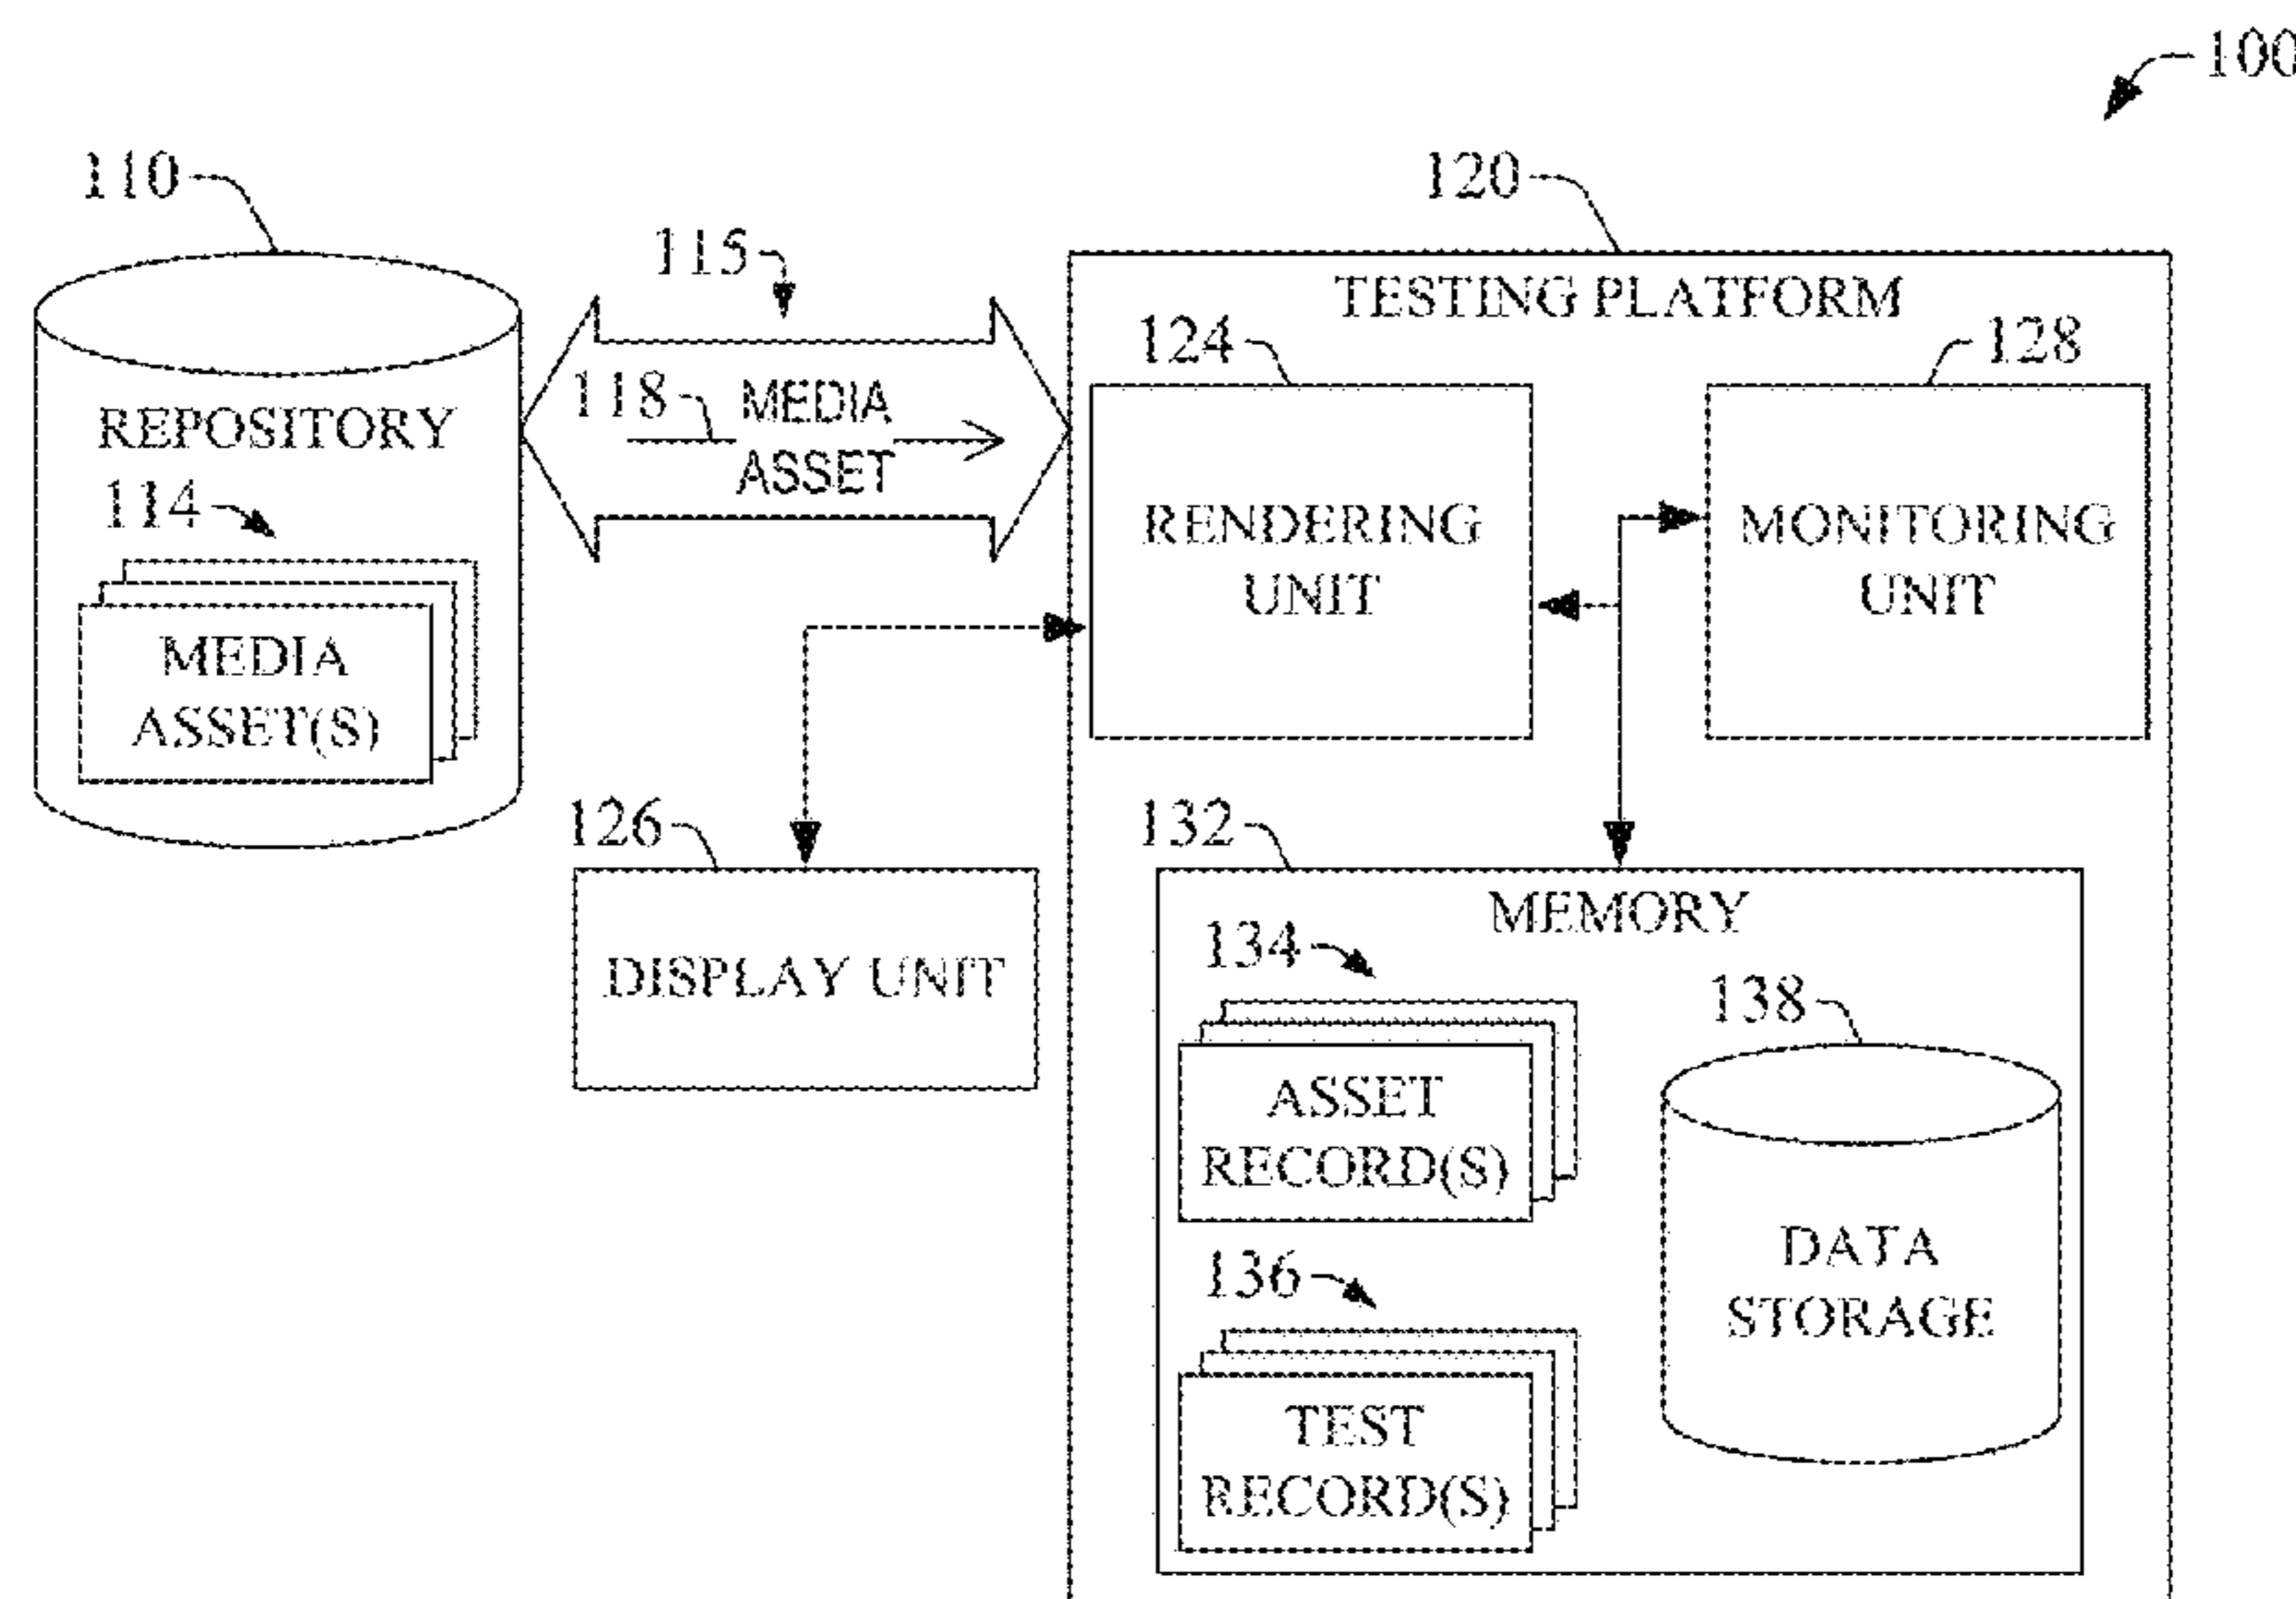 100
110
120
115
TESTING PLATFORM
124
128
118
MEDIA
ASSET
REPOSITORY
114
MEDIA
ASSET(S)
RENDERING
UNIT
MONITORING
UNIT
126
132
DISPLAY UNIT
MEMORY
134
138
ASSET
RECORD(S)
DATA
STORAGE
136
TEST
RECORD(S)